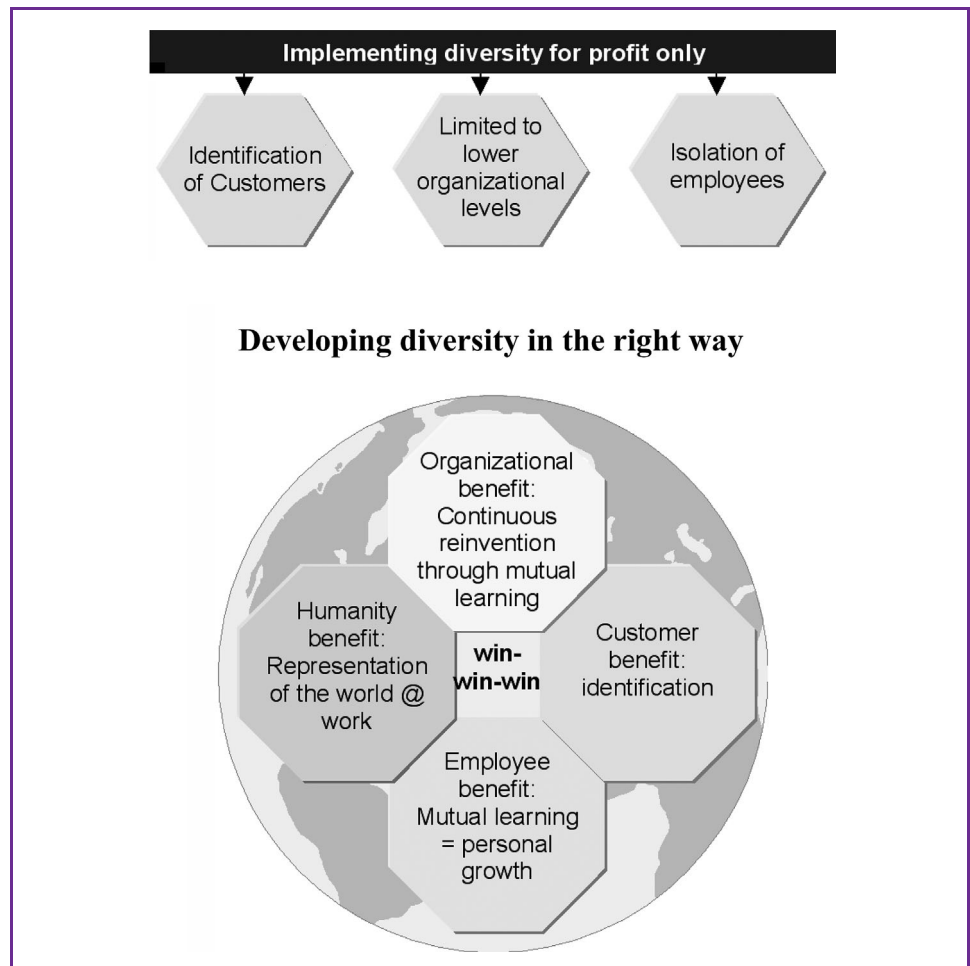 Implementing diversity for profit only
Identification
of Customers
Limited to
lower
organizational
levels
Isolation of
employees
Developing diversity in the right way
Organizational
benefit:
Continuous
reinvention
through mutual
learning
Humanity
benefit:
Representation
of the world @
work
win-
win-win
Customer
benefit:
identification
Employee
benefit:
Mutual learning
= personal
growth